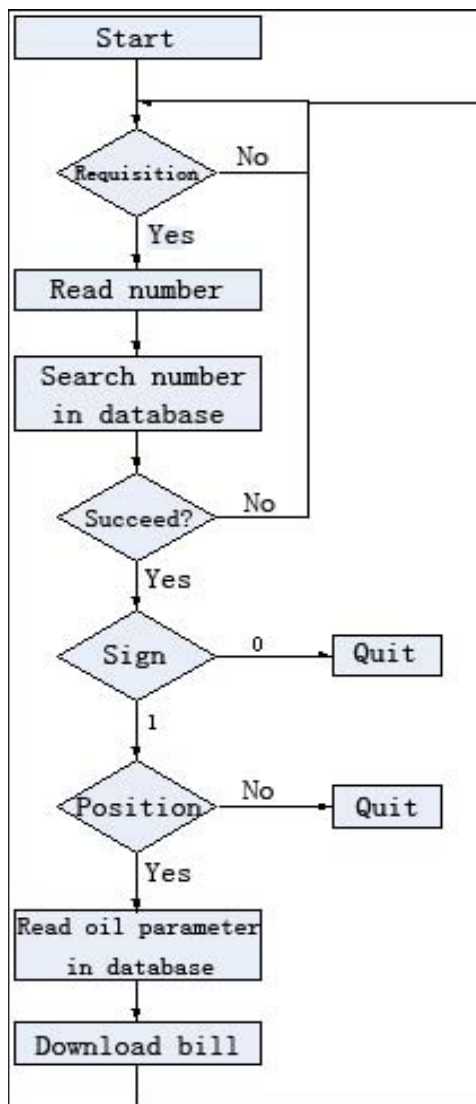 Start
Requisition
No
Yes
Read number
Search number
in database
Succeed?
No
Yes
Sign
0
Quit
1
Position
No
Quit
Yes
Read oil parameter
in database
Download bill